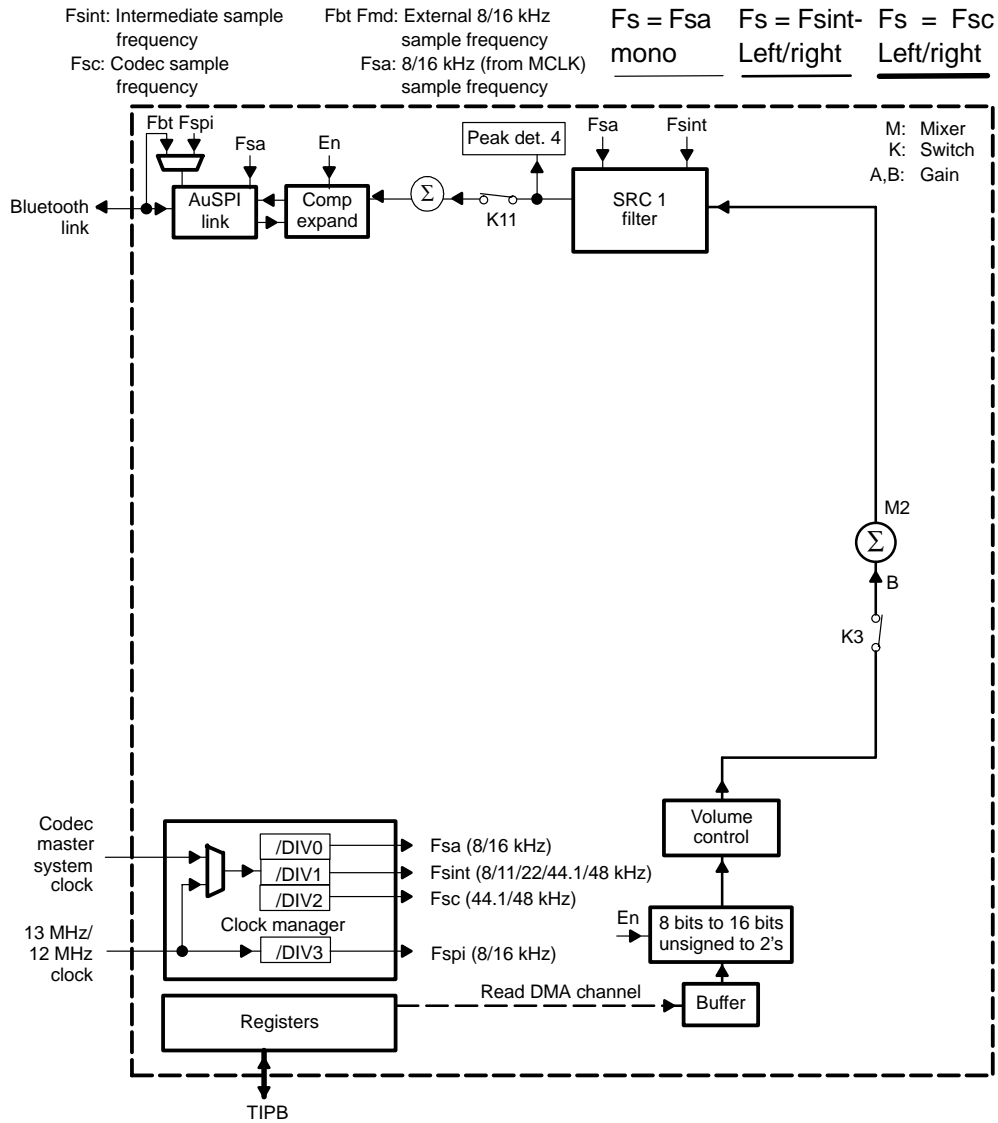 Fsint: Intermediate sample
frequency
Fsc: Codec sample
frequency
Fbt Fmd: External 8/16 kHz
sample frequency
Fsa: 8/16 kHz (from MCLK)
sample frequency
Fs = Fsa
mono
Fs = Fsint-
Left/right
Fs = Fsc
Left/right
M: Mixer
K: Switch
A,B: Gain
Fbt Fspi
Fsa
En
Peak det. 4
Fsa
Fsint
Bluetooth
link
AuSPI
link
Comp
expand
Σ
K11
SRC 1
filter
M2
Σ
B
K3
Volume
control
Codec
master
system
clock
/DIV0
/DIV1
/DIV2
Clock manager
/DIV3
Fsa (8/16 kHz)
Fsint (8/11/22/44.1/48 kHz)
Fsc (44.1/48 kHz)
Fspi (8/16 kHz)
13 MHz/
12 MHz
clock
En
8 bits to 16 bits
unsigned to 2's
Read DMA channel
Buffer
Registers
TIPB